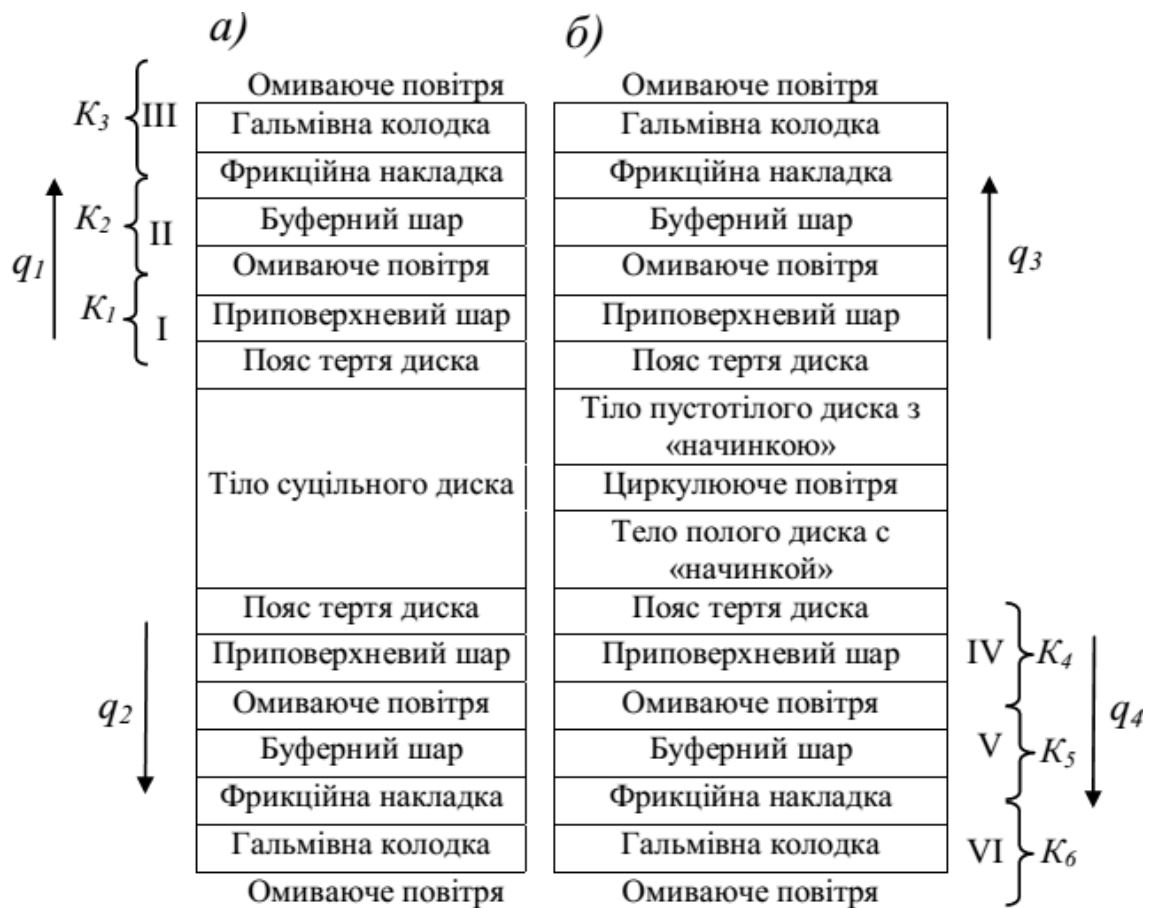 а) б)
Омиваюче повітря Омиваюче повітря
K3 III Гальмівна колодка Гальмівна колодка
Фрикційна накладка Фрикційна накладка
K2 II Буферний шар Буферний шар
q1 Омиваюче повітря Омиваюче повітря q3
K1 I Приповерхневий шар Приповерхневий шар
Пояс тертя диска Пояс тертя диска
Тіло суцільного диска
Тіло пустотілого диска з
«начинкою»
Циркулююче повітря
Тело полого диска с
«начинкой»
Пояс тертя диска Пояс тертя диска
Приповерхневий шар Приповерхневий шар IV K4
q2 Омиваюче повітря Омиваюче повітря q4
Буферний шар Буферний шар V K5
Фрикційна накладка Фрикційна накладка
Гальмівна колодка Гальмівна колодка VI K6
Омиваюче повітря Омиваюче повітря